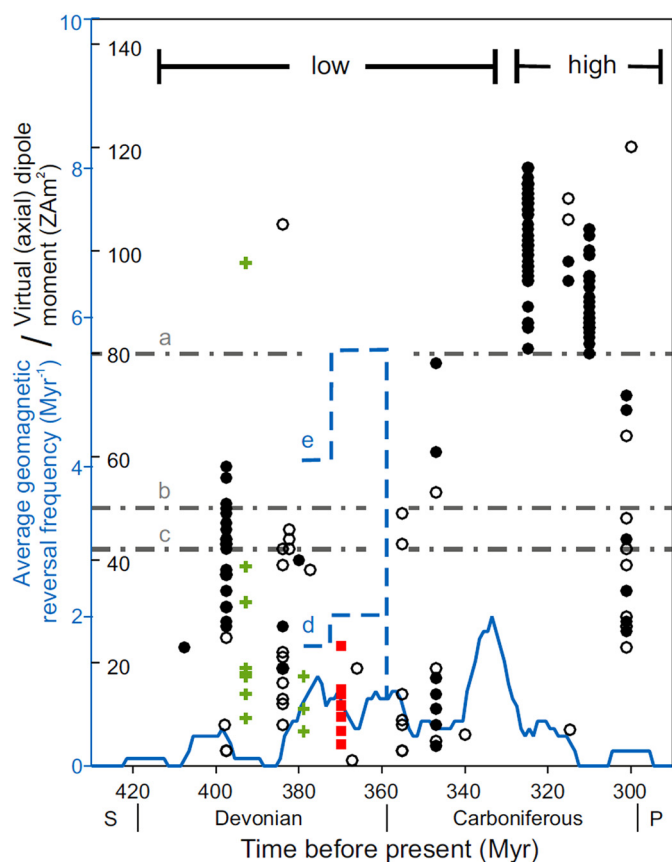 10
140
low
high
120
8
100
6
a
80
e
60
4
b
c
40
2
d
20
0
Average geomagnetic / Virtual (axial) dipole
reversal frequency (Myr⁻¹) moment (ZAm²)
420 400 380 360 340 320 300
S Devonian Carboniferous P
Time before present (Myr)